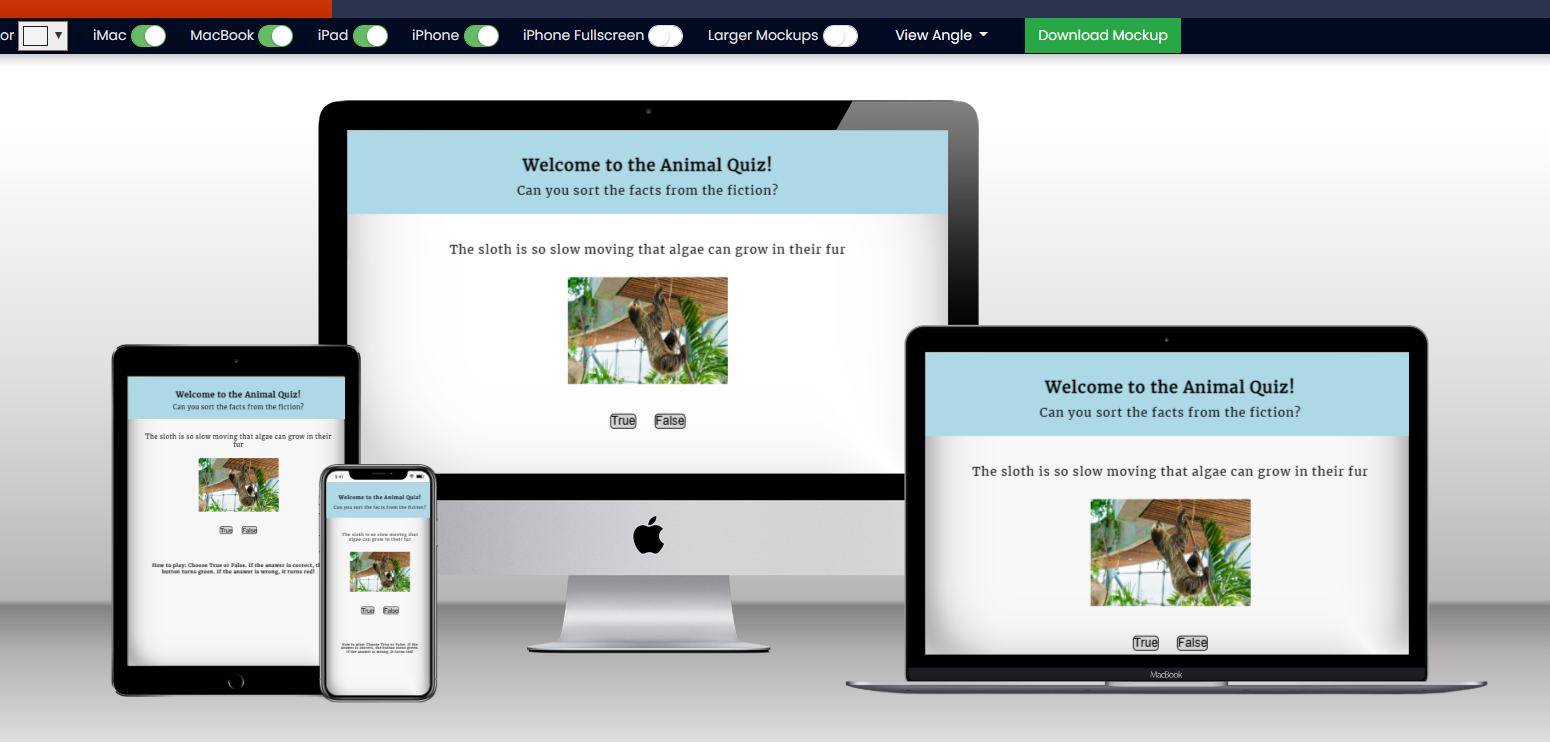 or
iMac MacBook iPad iPhone iPhone Fullscreen Larger Mockups View Angle Download Mockup
Welcome to the Animal Quiz!
Can you sort the facts from the fiction?
The sloth is so slow moving that algae can grow in their fur
True False
Welcome to the Animal Quiz!
Can you sort the facts from the fiction?
The sloth is so slow moving that algae can grow in their
fur
True False
How to play: Choose True or False. If the answer is correct, th
button turns green. If the answer is wrong, it turns red!
9:41
Welcome to the Animal Quiz!
Can you sort the facts from the fiction?
The sloth is so slow moving that
algae can grow in their fur
True False
How to play: Choose True or False. If the
answer is correct, the button turns green.
If the answer is wrong, it turns red!
Welcome to the Animal Quiz!
Can you sort the facts from the fiction?
The sloth is so slow moving that algae can grow in their fur
True False
MacBook